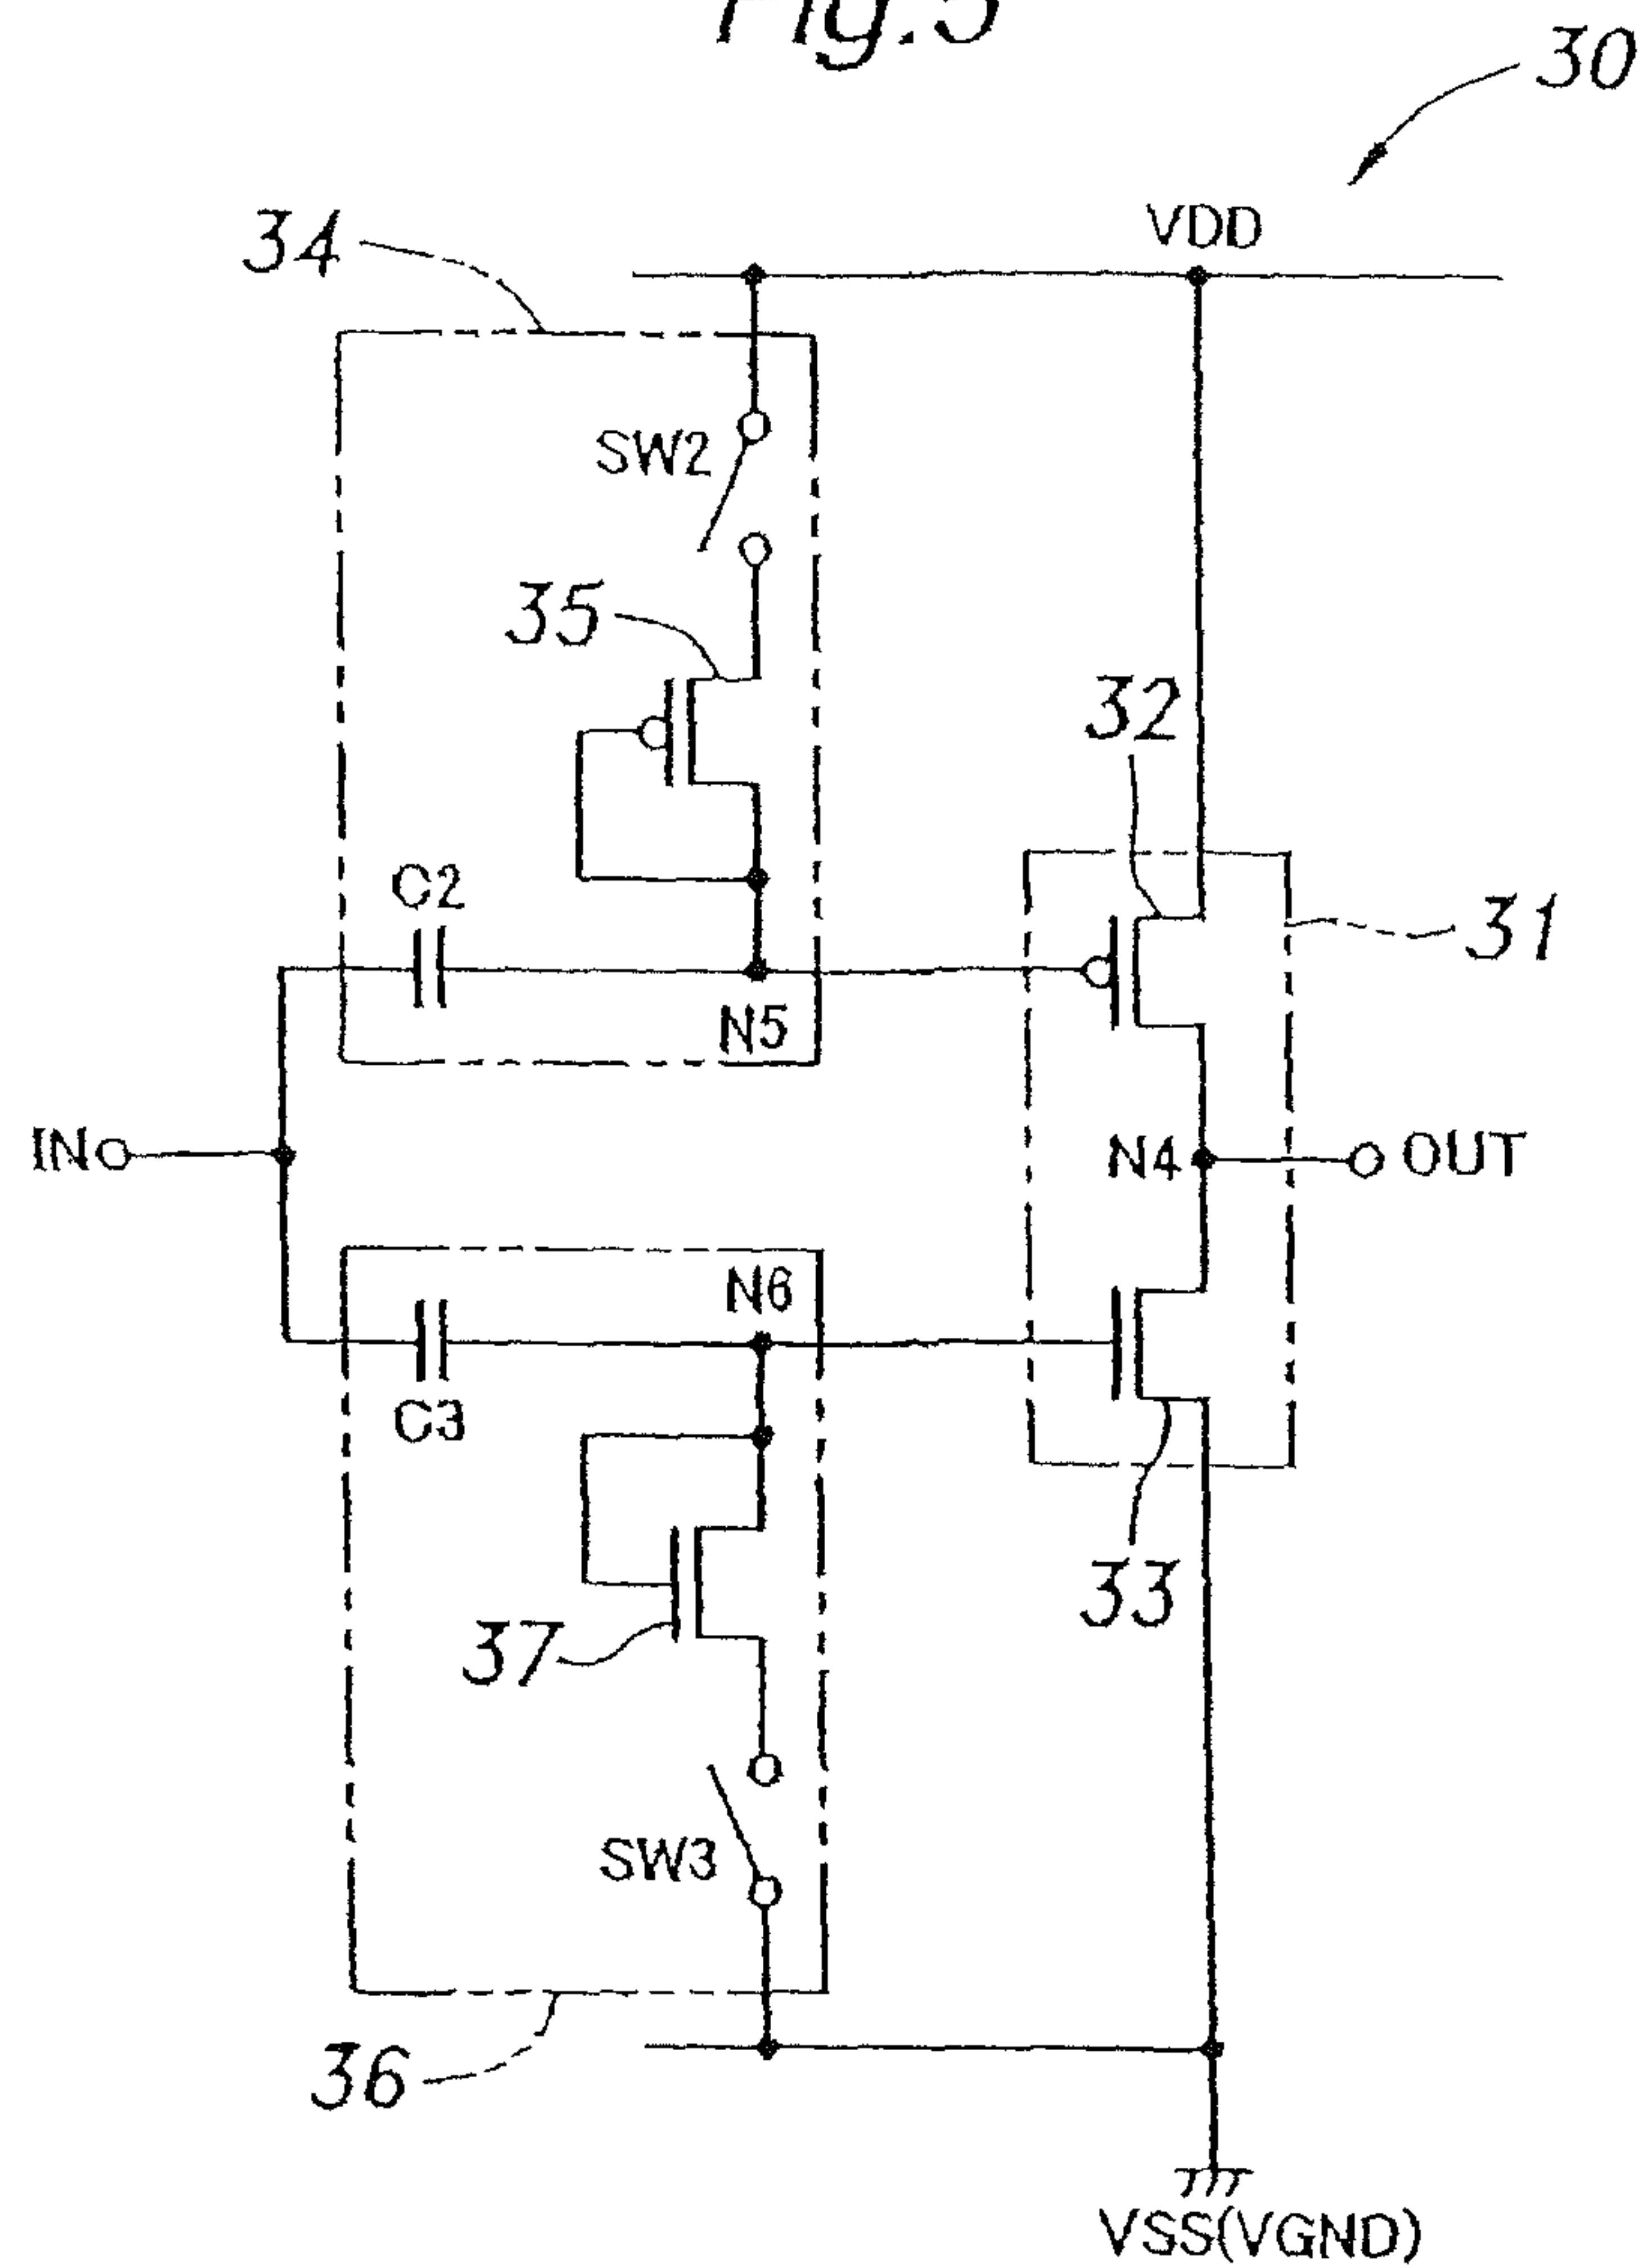 Fig.5
30
VDD
34
SW2
35
32
C2
31
N5
IN
N4
OUT
N6
C3
33
37
SW3
36
VSS(VGND)